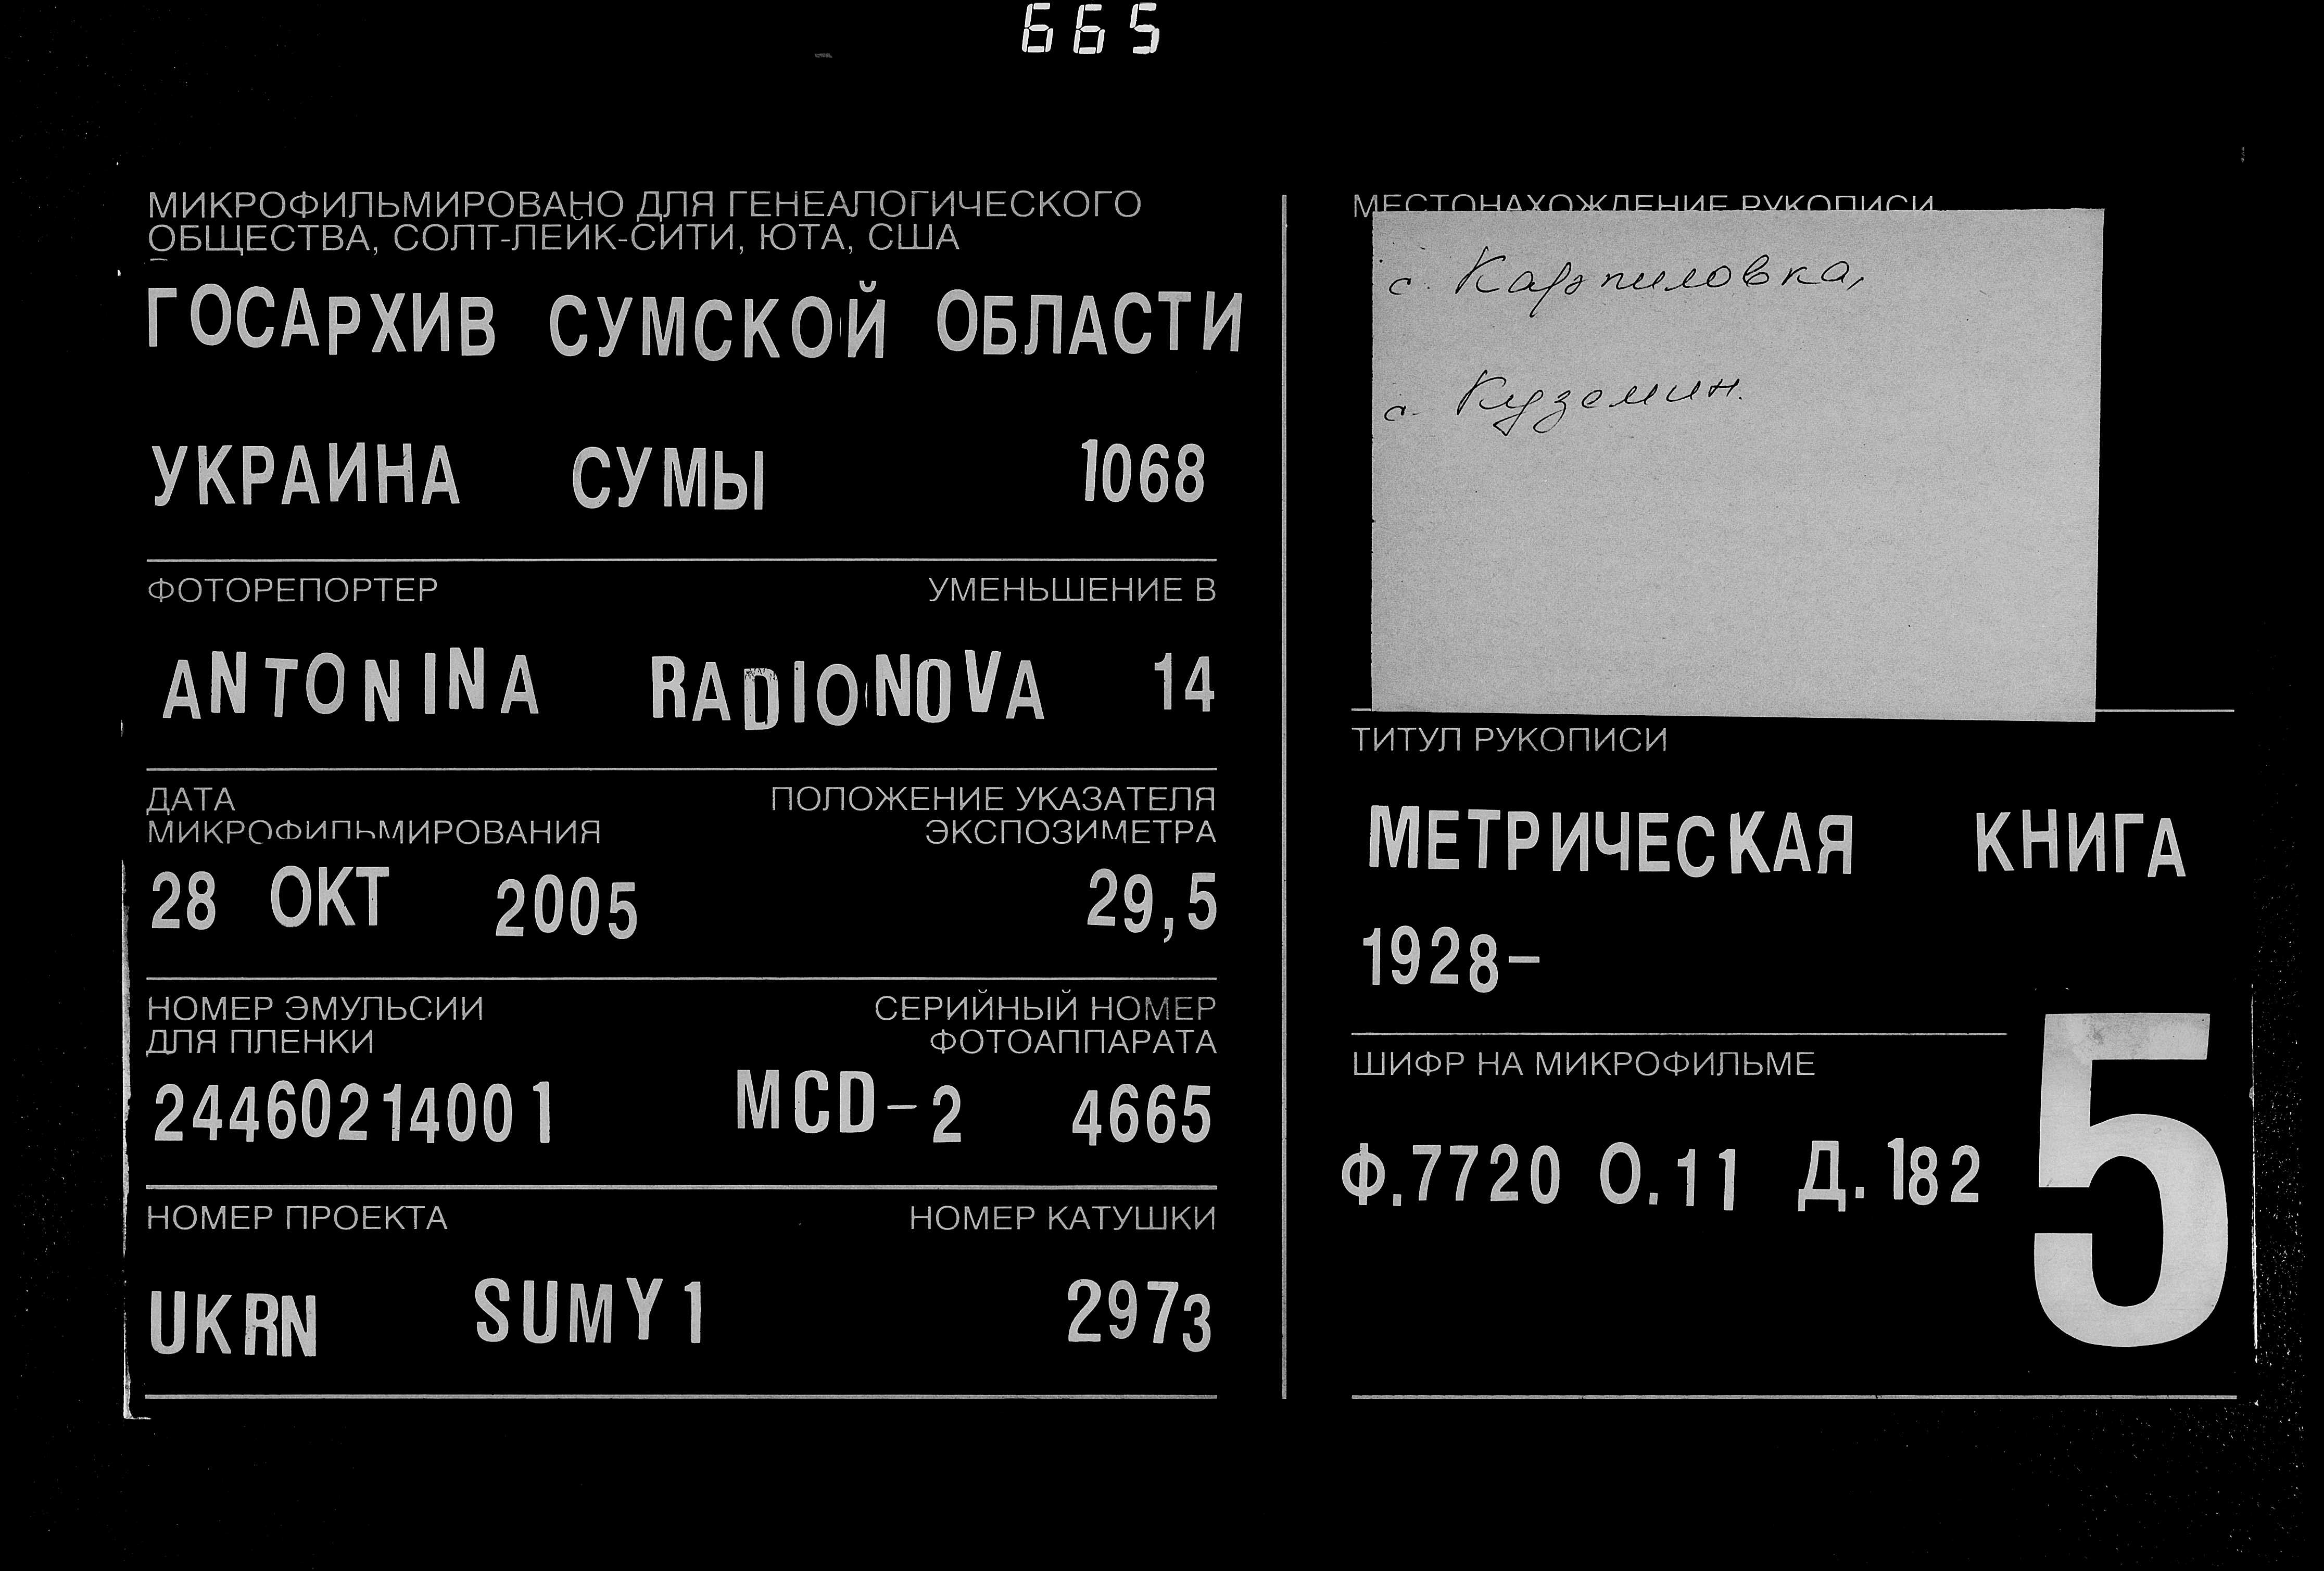 665
МИКРОФИЛЬМИРОВАНО ДЛЯ ГЕНЕАЛОГИЧЕСКОГО
ОБЩЕСТВА, СОЛТ-ЛЕЙК-СИТИ, ЮТА, США
ГОСАРХИВ СУМСКОЙ ОБЛАСТИ
УКРАИНА СУМЫ 1068
ФОТОРЕПОРТЕР УМЕНЬШЕНИЕ В
ANTONINA RADIONOVA 14
ДАТА ПОЛОЖЕНИЕ УКАЗАТЕЛЯ
МИКРОФИЛЬМИРОВАНИЯ ЭКСПОЗИМЕТРА
28 ОКТ 2005 29,5
НОМЕР ЭМУЛЬСИИ СЕРИЙНЫЙ НОМЕР
ДЛЯ ПЛЕНКИ ФОТОАППАРАТА
24460214001 MCD-2 4665
НОМЕР ПРОЕКТА НОМЕР КАТУШКИ
UKRN SUMY1 2973
МЕСТОНАХОЖДЕНИЕ РУКОПИСИ
с. Карпиловка,
с. Куземин.
ТИТУЛ РУКОПИСИ
МЕТРИЧЕСКАЯ КНИГА
1928-
ШИФР НА МИКРОФИЛЬМЕ
Ф.7720 О.11 Д.182
5